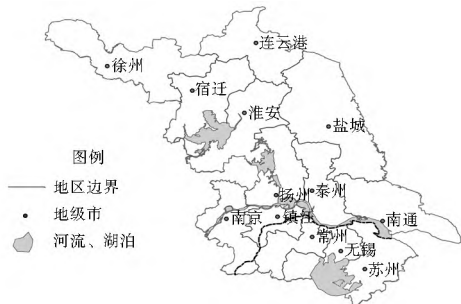 连云港
徐州
宿迁
淮安
盐城
图例
地区边界
地级市
河流、湖泊
扬州
泰州
南京
镇江
南通
常州
无锡
苏州